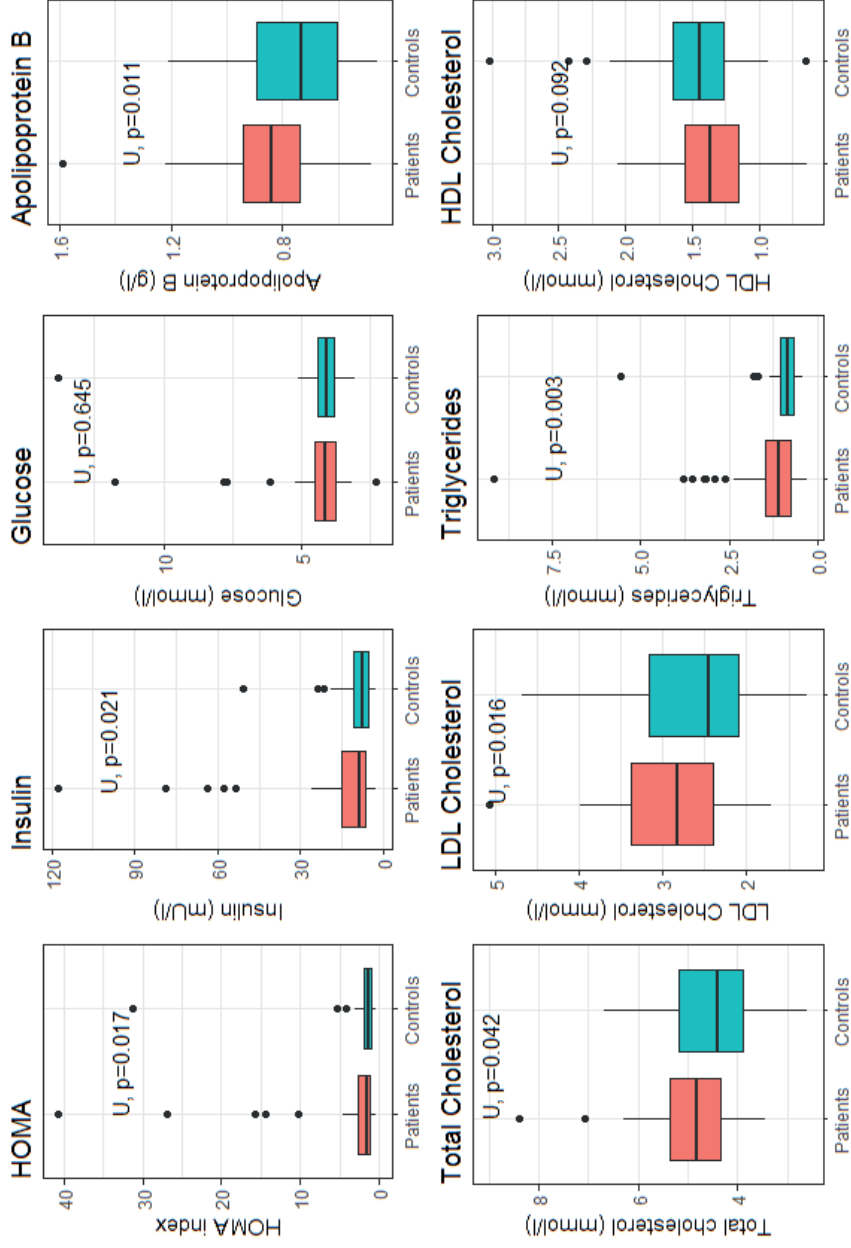 HOMA
HOMA index
40
30
20
10
0
U, p=0.017
Patients
Controls
Insulin
Insulin (mU/l)
120
90
60
30
0
U, p=0.021
Patients
Controls
Glucose
Glucose (mmol/l)
10
5
U, p=0.645
Patients
Controls
Apolipoprotein B
Apolipoprotein B (g/l)
1.6
1.2
0.8
U, p=0.011
Patients
Controls
Total Cholesterol
Total cholesterol (mmol/l)
8
6
4
U, p=0.042
Patients
Controls
LDL Cholesterol
LDL Cholesterol (mmol/l)
5
4
3
2
U, p=0.016
Patients
Controls
Triglycerides
Triglycerides (mmol/l)
7.5
5.0
2.5
0.0
U, p=0.003
Patients
Controls
HDL Cholesterol
HDL Cholesterol (mmol/l)
3.0
2.5
2.0
1.5
1.0
U, p=0.092
Patients
Controls